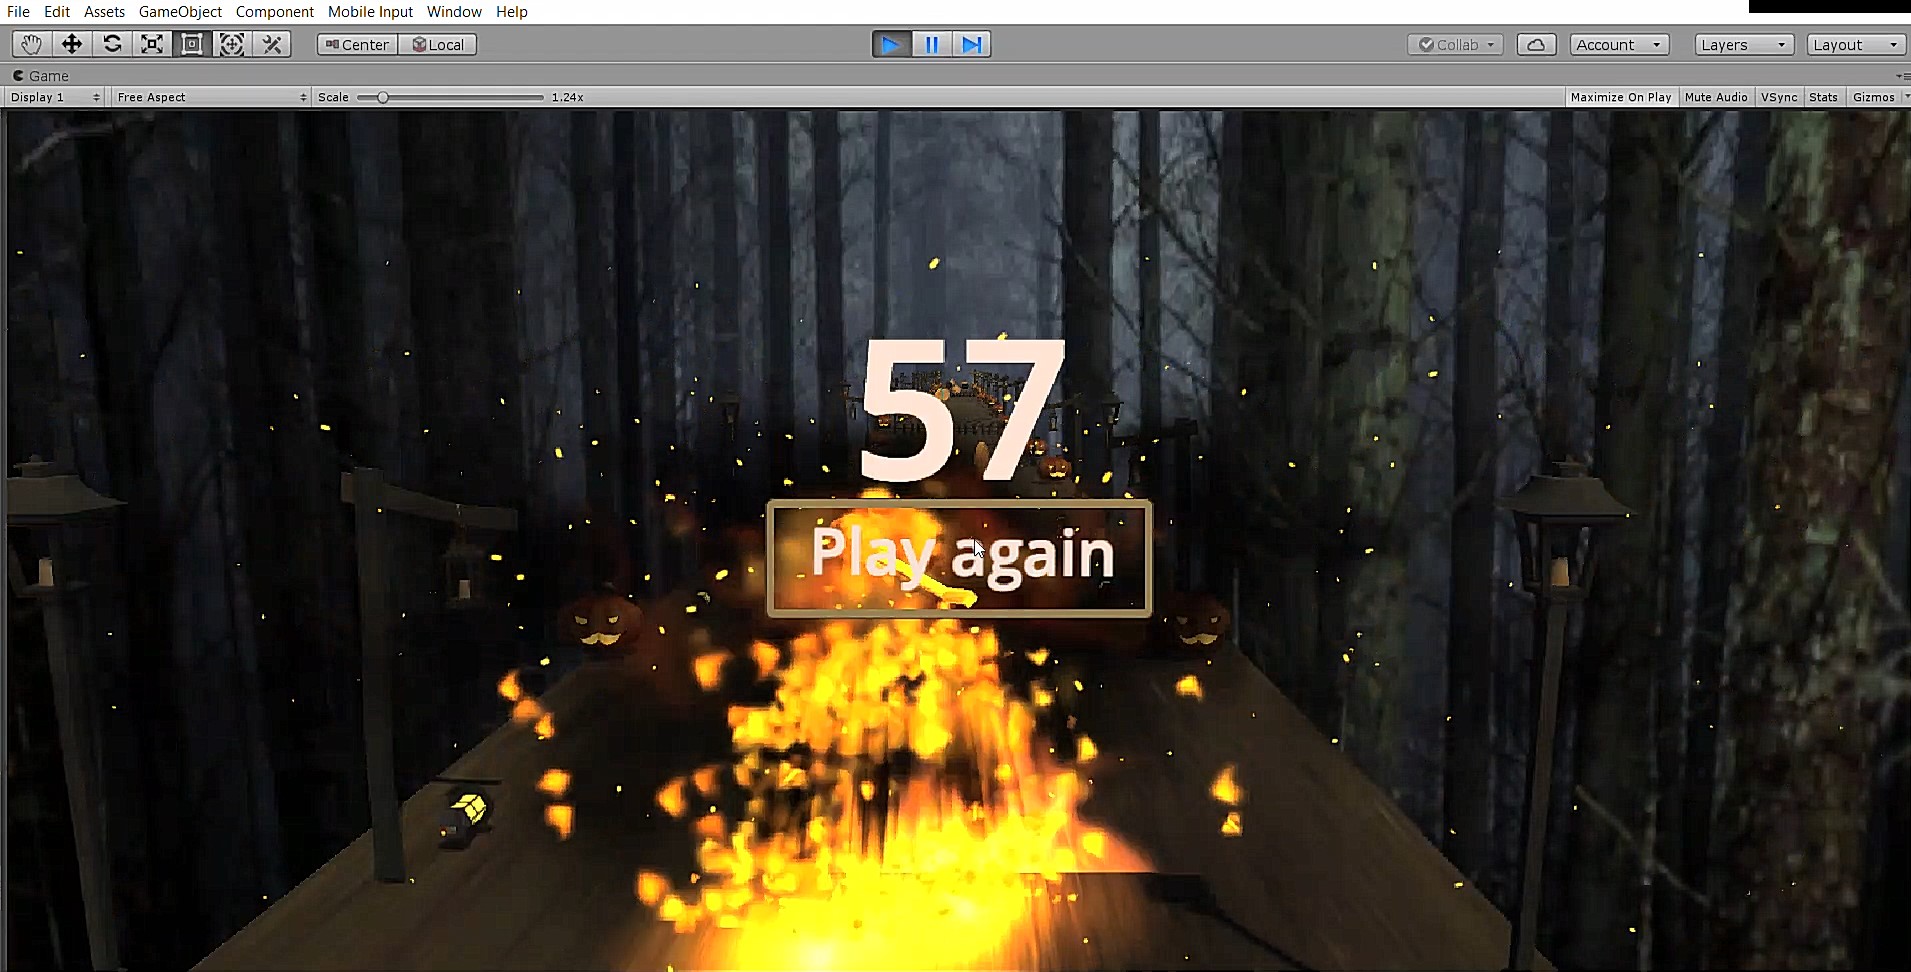 File Edit Assets GameObject Component Mobile Input Window Help
Center Local Collab Account Layers Layout
Game
Display 1 Free Aspect Scale 1.24x Maximize On Play Mute Audio VSync Stats Gizmos
57
Play again